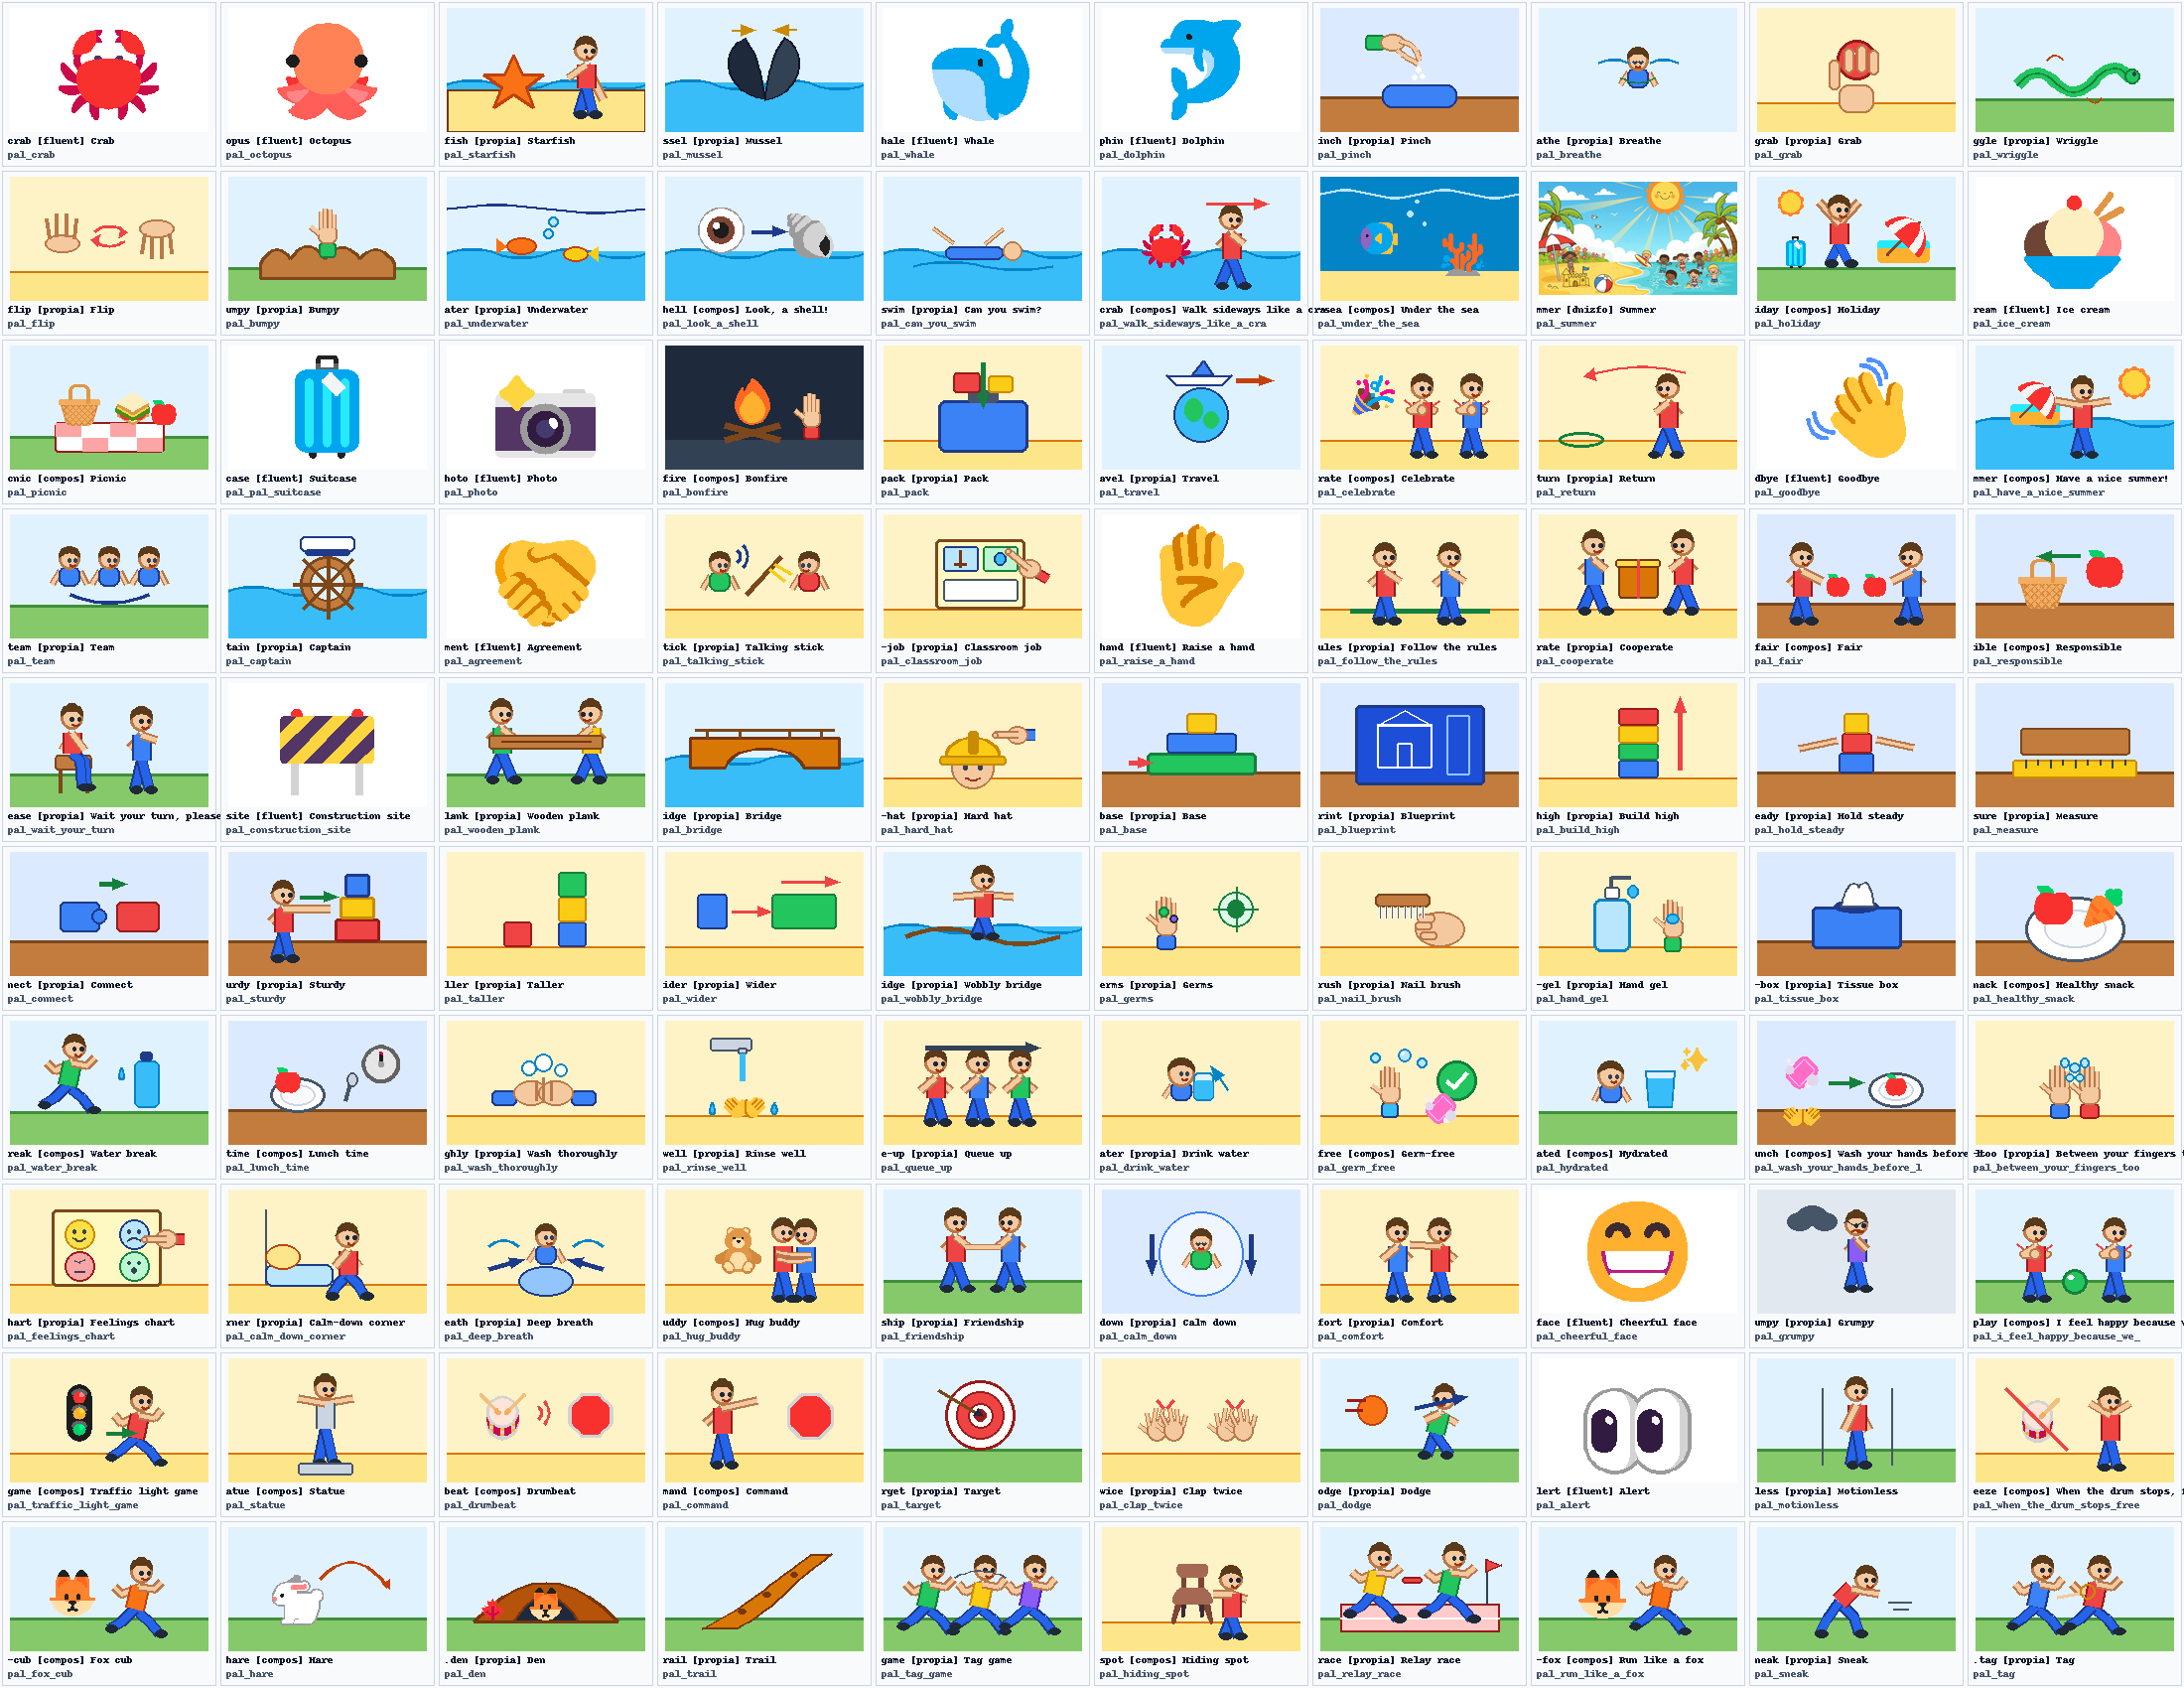 crab [fluent] Crab
pal_crab
opus [fluent] Octopus
pal_octopus
fish [propia] Starfish
pal_starfish
ssel [propia] Mussel
pal_mussel
hale [fluent] Whale
pal_whale
phin [fluent] Dolphin
pal_dolphin
inch [propia] Pinch
pal_pinch
athe [propia] Breathe
pal_breathe
grab [propia] Grab
pal_grab
ggle [propia] Wriggle
pal_wriggle
flip [propia] Flip
pal_flip
umpy [propia] Bumpy
pal_bumpy
ater [propia] Underwater
pal_underwater
hell [compos] Look, a shell!
pal_look_a_shell
swim [propia] Can you swim?
pal_can_you_swim
crab [compos] Walk sideways like a cra
pal_walk_sideways_like_a_cra
sea [compos] Under the sea
pal_under_the_sea
mmer [dnizfo] Summer
pal_summer
iday [compos] Holiday
pal_holiday
ream [fluent] Ice cream
pal_ice_cream
cnic [compos] Picnic
pal_picnic
case [fluent] Suitcase
pal_pal_suitcase
hoto [fluent] Photo
pal_photo
fire [compos] Bonfire
pal_bonfire
pack [propia] Pack
pal_pack
avel [propia] Travel
pal_travel
rate [compos] Celebrate
pal_celebrate
turn [propia] Return
pal_return
dbye [fluent] Goodbye
pal_goodbye
mmer [compos] Have a nice summer!
pal_have_a_nice_summer
team [propia] Team
pal_team
tain [propia] Captain
pal_captain
ment [fluent] Agreement
pal_agreement
tick [propia] Talking stick
pal_talking_stick
-job [propia] Classroom job
pal_classroom_job
hand [fluent] Raise a hand
pal_raise_a_hand
ules [propia] Follow the rules
pal_follow_the_rules
rate [propia] Cooperate
pal_cooperate
fair [compos] Fair
pal_fair
ible [compos] Responsible
pal_responsible
ease [propia] Wait your turn, please
pal_wait_your_turn
site [fluent] Construction site
pal_construction_site
lank [propia] Wooden plank
pal_wooden_plank
idge [propia] Bridge
pal_bridge
-hat [propia] Hard hat
pal_hard_hat
base [propia] Base
pal_base
rint [propia] Blueprint
pal_blueprint
high [propia] Build high
pal_build_high
eady [propia] Hold steady
pal_hold_steady
sure [propia] Measure
pal_measure
nect [propia] Connect
pal_connect
urdy [propia] Sturdy
pal_sturdy
ller [propia] Taller
pal_taller
ider [propia] Wider
pal_wider
idge [propia] Wobbly bridge
pal_wobbly_bridge
erms [propia] Germs
pal_germs
rush [propia] Nail brush
pal_nail_brush
-gel [propia] Hand gel
pal_hand_gel
-box [propia] Tissue box
pal_tissue_box
nack [compos] Healthy snack
pal_healthy_snack
reak [compos] Water break
pal_water_break
time [compos] Lunch time
pal_lunch_time
ghly [propia] Wash thoroughly
pal_wash_thoroughly
well [propia] Rinse well
pal_rinse_well
e-up [propia] Queue up
pal_queue_up
ater [propia] Drink water
pal_drink_water
free [compos] Germ-free
pal_germ_free
ated [compos] Hydrated
pal_hydrated
unch [compos] Wash your hands before
pal_wash_your_hands_before_l
-too [propia] Between your fingers
pal_between_your_fingers_too
hart [propia] Feelings chart
pal_feelings_chart
rner [propia] Calm-down corner
pal_calm_down_corner
eath [propia] Deep breath
pal_deep_breath
uddy [compos] Hug buddy
pal_hug_buddy
ship [propia] Friendship
pal_friendship
down [propia] Calm down
pal_calm_down
fort [propia] Comfort
pal_comfort
face [fluent] Cheerful face
pal_cheerful_face
umpy [propia] Grumpy
pal_grumpy
play [compos] I feel happy because
pal_i_feel_happy_because_we_
game [compos] Traffic light game
pal_traffic_light_game
atue [compos] Statue
pal_statue
beat [compos] Drumbeat
pal_drumbeat
mand [compos] Command
pal_command
rget [propia] Target
pal_target
wice [propia] Clap twice
pal_clap_twice
odge [propia] Dodge
pal_dodge
lert [fluent] Alert
pal_alert
less [propia] Motionless
pal_motionless
eeze [compos] When the drum stops,
pal_when_the_drum_stops_free
-cub [compos] Fox cub
pal_fox_cub
hare [compos] Hare
pal_hare
.den [propia] Den
pal_den
rail [propia] Trail
pal_trail
game [propia] Tag game
pal_tag_game
spot [compos] Hiding spot
pal_hiding_spot
race [propia] Relay race
pal_relay_race
-fox [compos] Run like a fox
pal_run_like_a_fox
neak [propia] Sneak
pal_sneak
.tag [propia] Tag
pal_tag